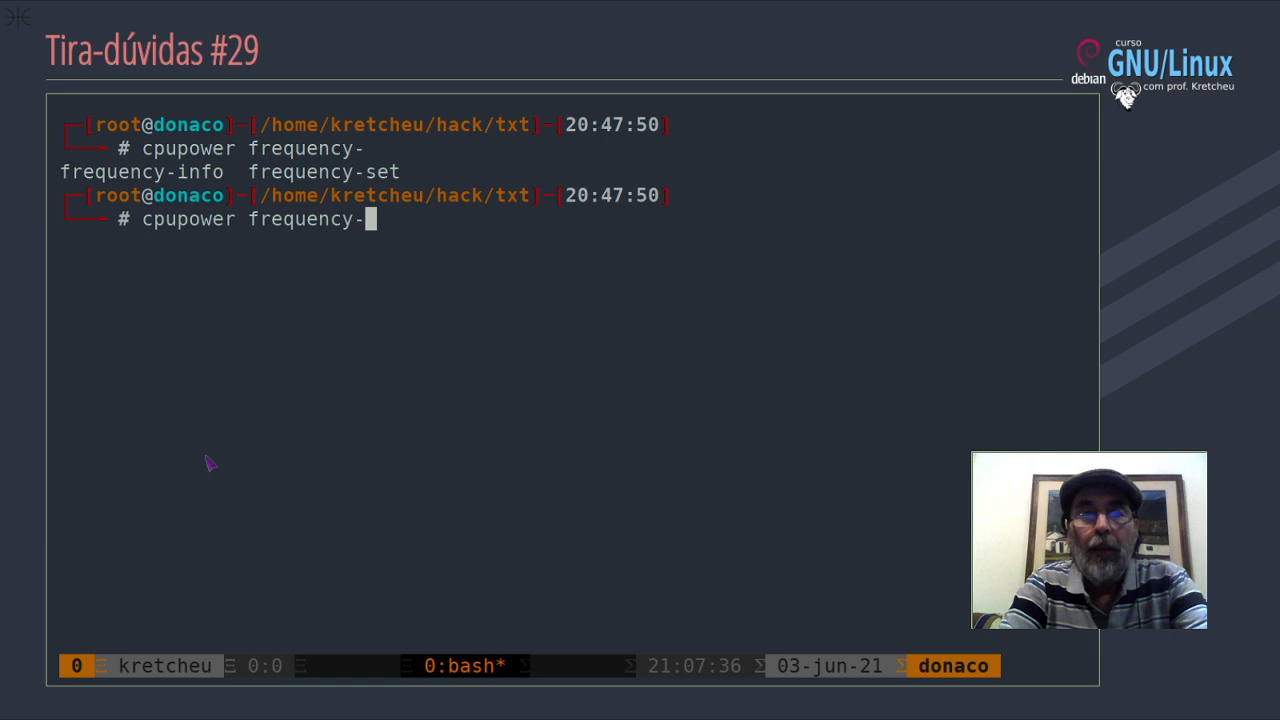 Tira-dúvidas #29
curso
GNU/Linux
debian
com prof. Kretcheu
[root@donaco]-[/home/kretcheu/hack/txt]-[20:47:50]
# cpupower frequency-
frequency-info frequency-set
[root@donaco]-[/home/kretcheu/hack/txt]-[20:47:50]
# cpupower frequency-
0 Ξ kretcheu Ξ 0:0 Ξ Ξ 0:bash* Σ Σ 21:07:36 Σ 03-jun-21 Σ donaco